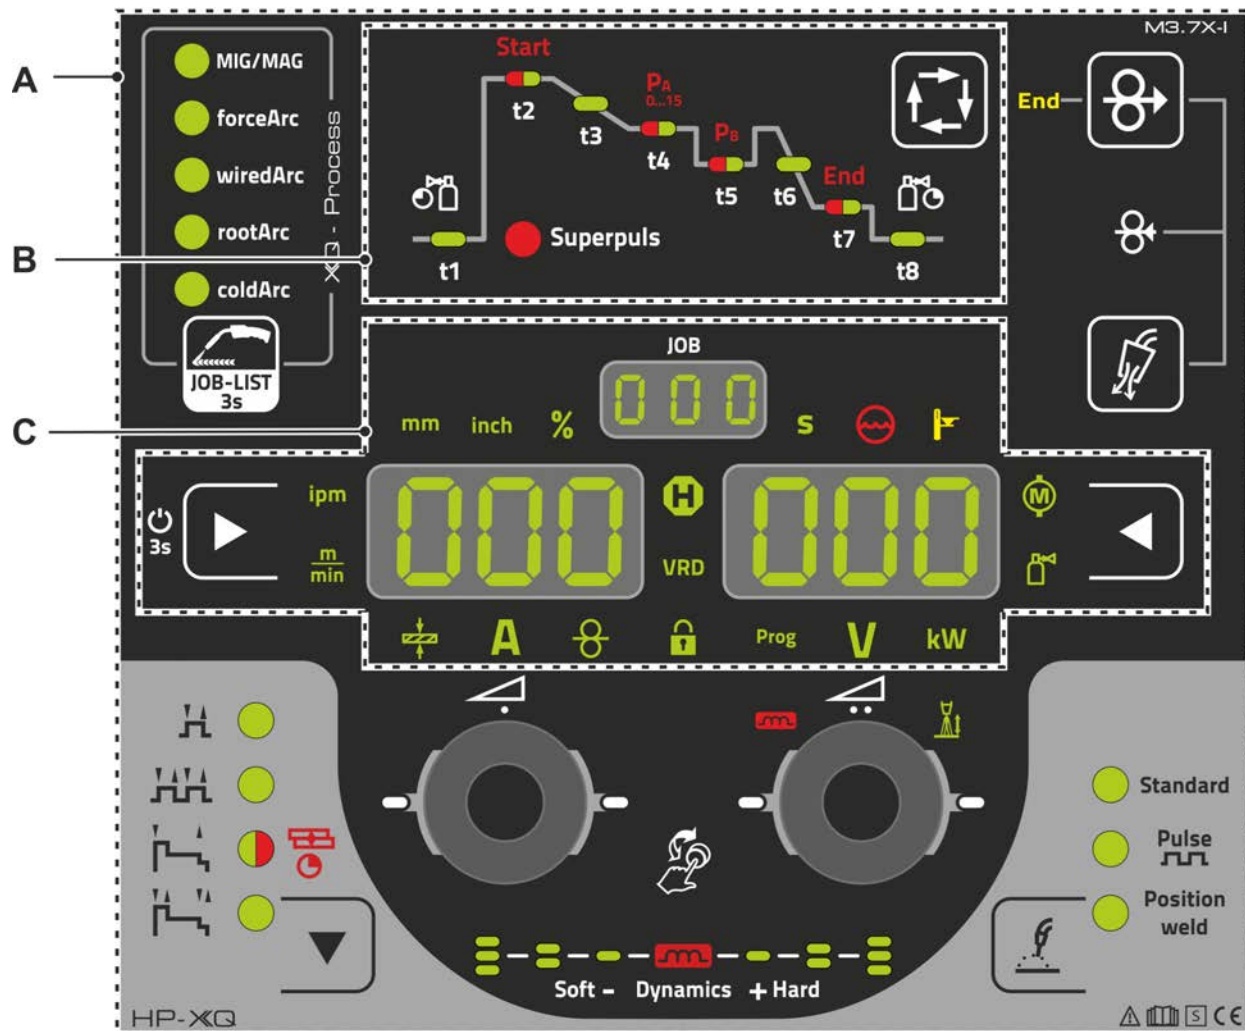 M3.7X-I
A
B
C
MIG/MAG
forceArc
wiredArc
rootArc
coldArc
XQ - Process
JOB-LIST
3s
Start
t2
t3
PA
0...15
t4
PB
t5
t6
End
t7
t1
Superpuls
t8
End
JOB
000
mm
inch
%
s
ipm
m
min
3s
000
H
VRD
000
M
A
Prog
V
kW
Standard
Pulse
Position
weld
Soft - Dynamics + Hard
HP-XQ
S CE